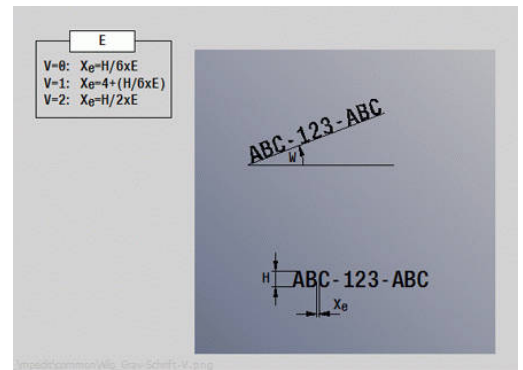 E
V=0: Xe=H/6xE
V=1: Xe=4+(H/6xE)
V=2: Xe=H/2xE
ABC-123-ABC
W
H
ABC-123-ABC
Xe